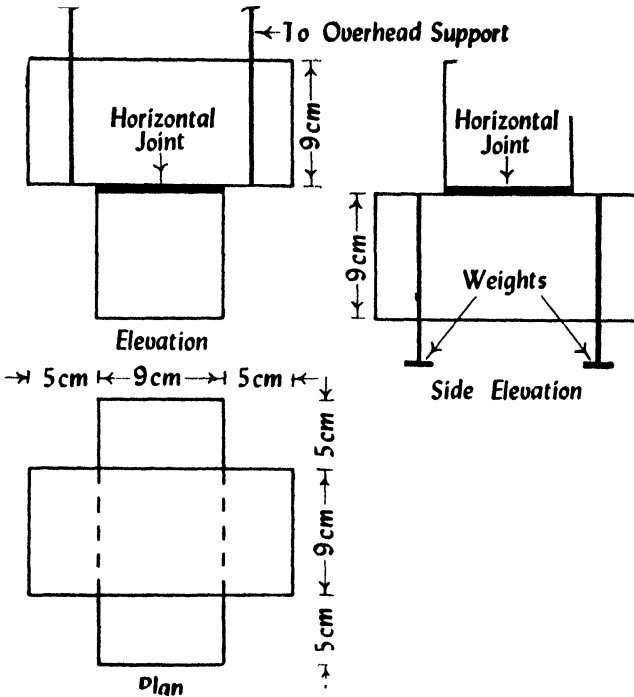 To Overhead Support
Horizontal
Joint
9cm
Elevation
Horizontal
Joint
9cm
Weights
Side Elevation
5cm 9cm 5cm
5cm
9cm
5cm
Plan